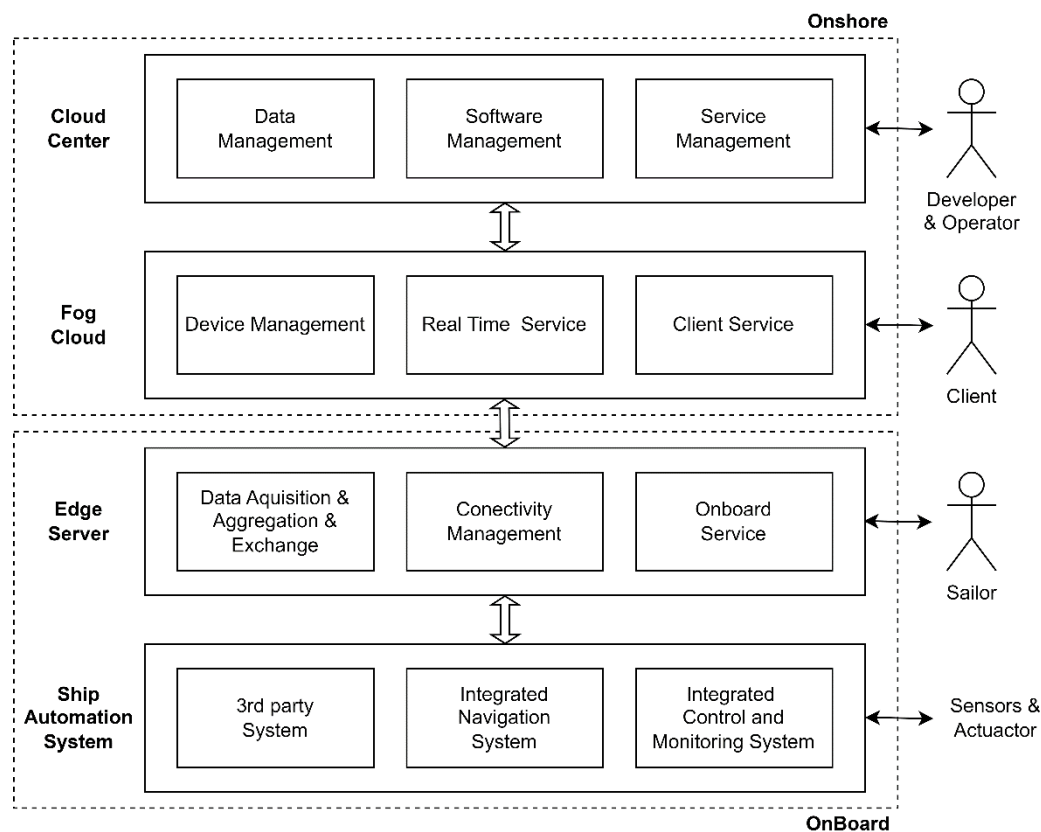 Onshore
Cloud
Center
Data
Management
Software
Management
Service
Management
Developer
& Operator
Fog
Cloud
Device Management
Real Time Service
Client Service
Client
Edge
Server
Data Aquisition &
Aggregation &
Exchange
Conectivity
Management
Onboard
Service
Sailor
Ship
Automation
System
3rd party
System
Integrated
Navigation
System
Integrated
Control and
Monitoring System
Sensors &
Actuactor
OnBoard